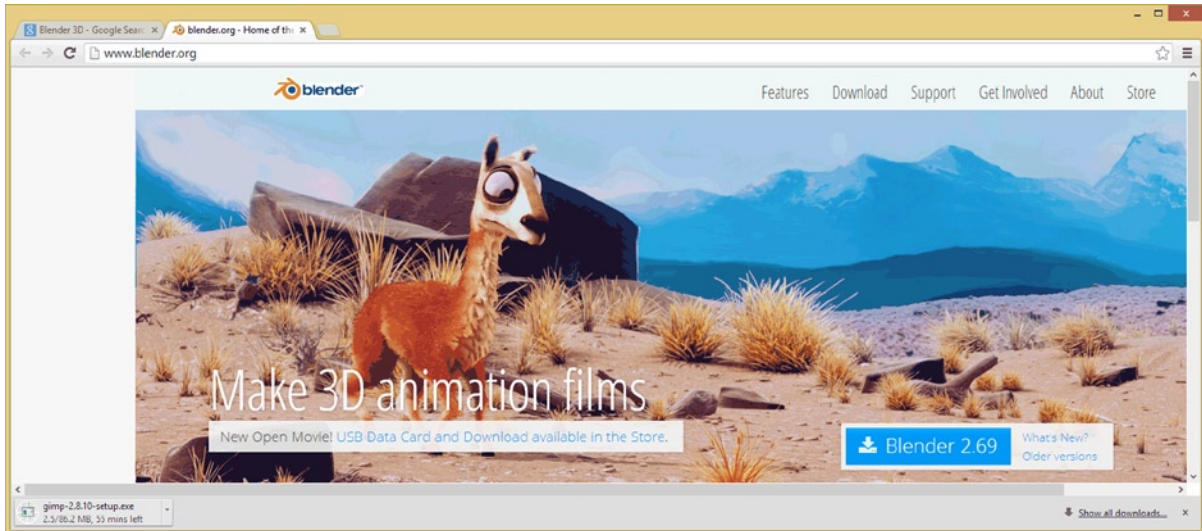 Blender 3D - Google Searc
blender.org - Home of the
www.blender.org
blender
Features Download Support Get Involved About Store
Make 3D animation films
New Open Movie! USB Data Card and Download available in the Store.
Blender 2.69
What's New?
Older versions
gimp-2.8.10-setup.exe
2.5/86.2 MB, 55 mins left
Show all downloads...